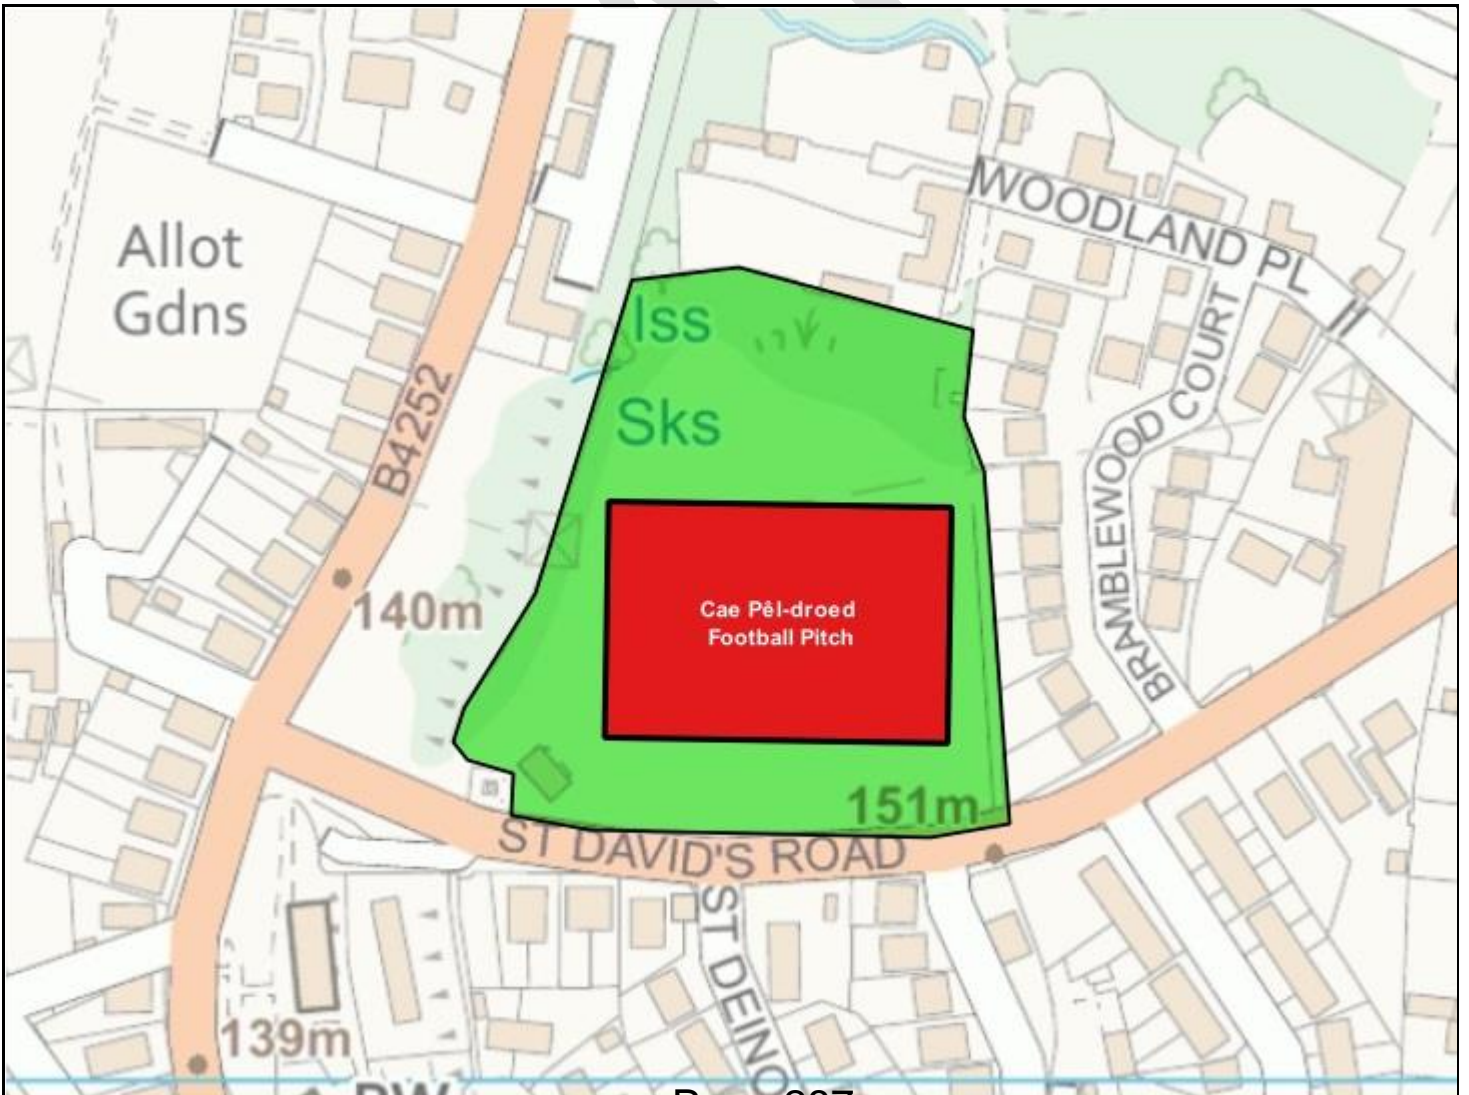 WOODLAND PL
Allot
Gdns
Iss
Sks
B4252
BRAMBLEWOOD COURT
140m
Cae Pêl-droed
Football Pitch
151m
ST DAVID'S ROAD
ST DEINO
139m